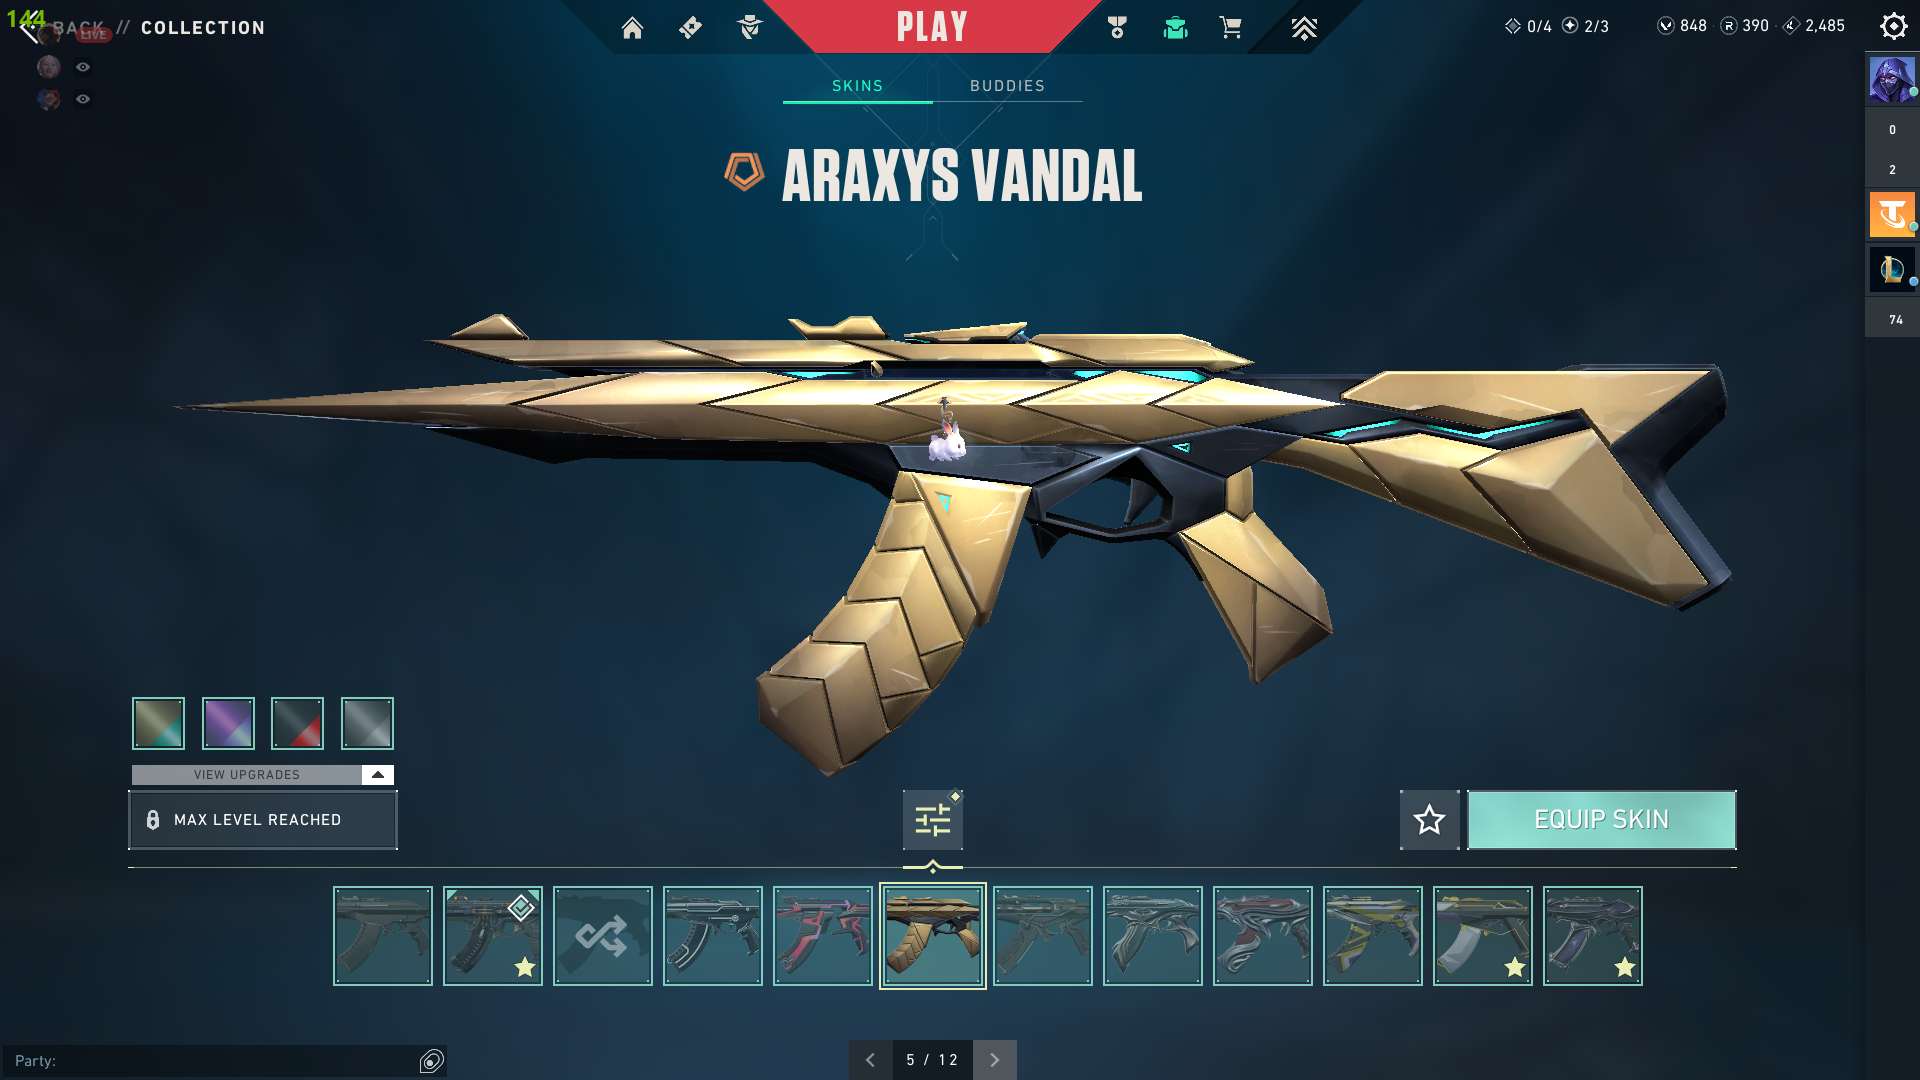 144
BACK // COLLECTION
LIVE
PLAY
0/4 2/3 848 390 2,485
SKINS BUDDIES
ARAXYS VANDAL
0
2
74
VIEW UPGRADES
MAX LEVEL REACHED
EQUIP SKIN
Party:
5 / 12